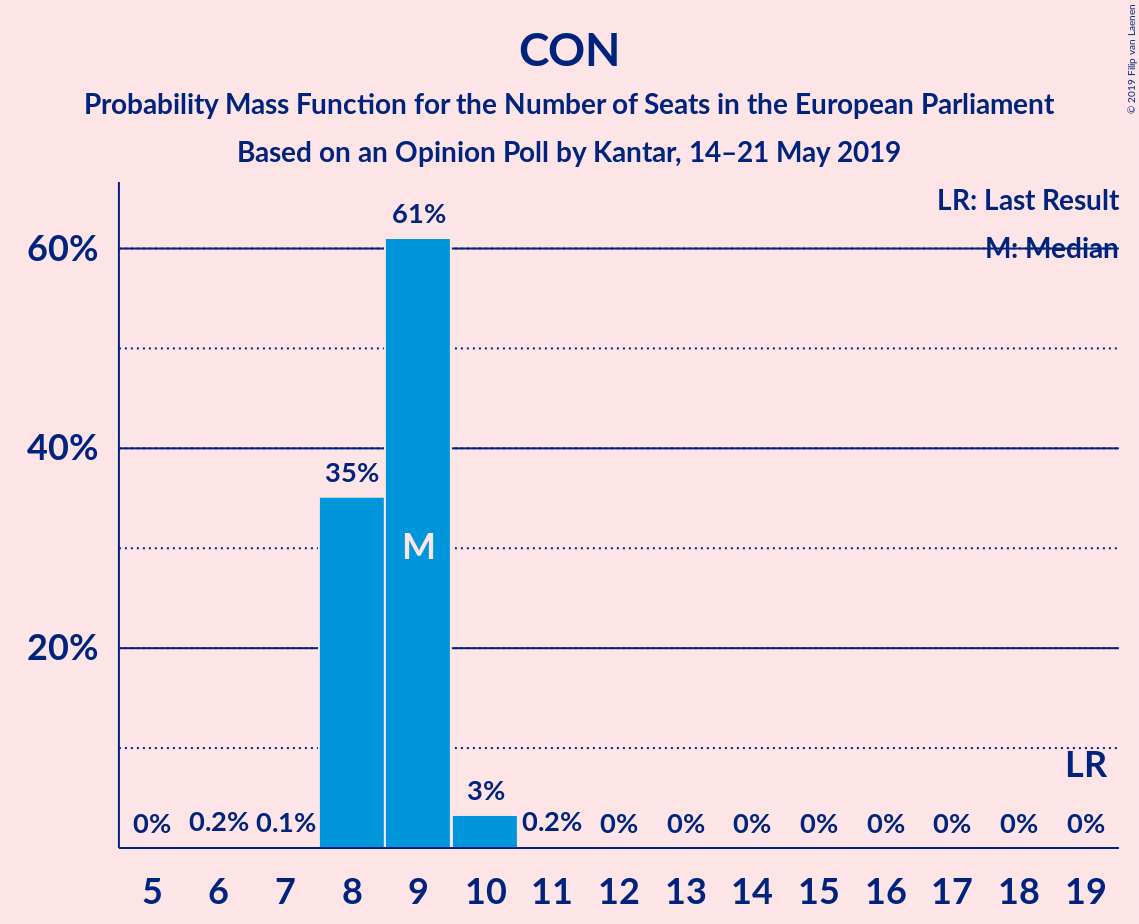 CON
Probability Mass Function for the Number of Seats in the European Parliament
Based on an Opinion Poll by Kantar, 14–21 May 2019
© 2019 Filip van Laenen
LR: Last Result
M: Median
60%
40%
20%
61%
35%
M
3%
LR
0% 0.2% 0.1% 0.2% 0% 0% 0% 0% 0% 0% 0% 0%
5 6 7 8 9 10 11 12 13 14 15 16 17 18 19